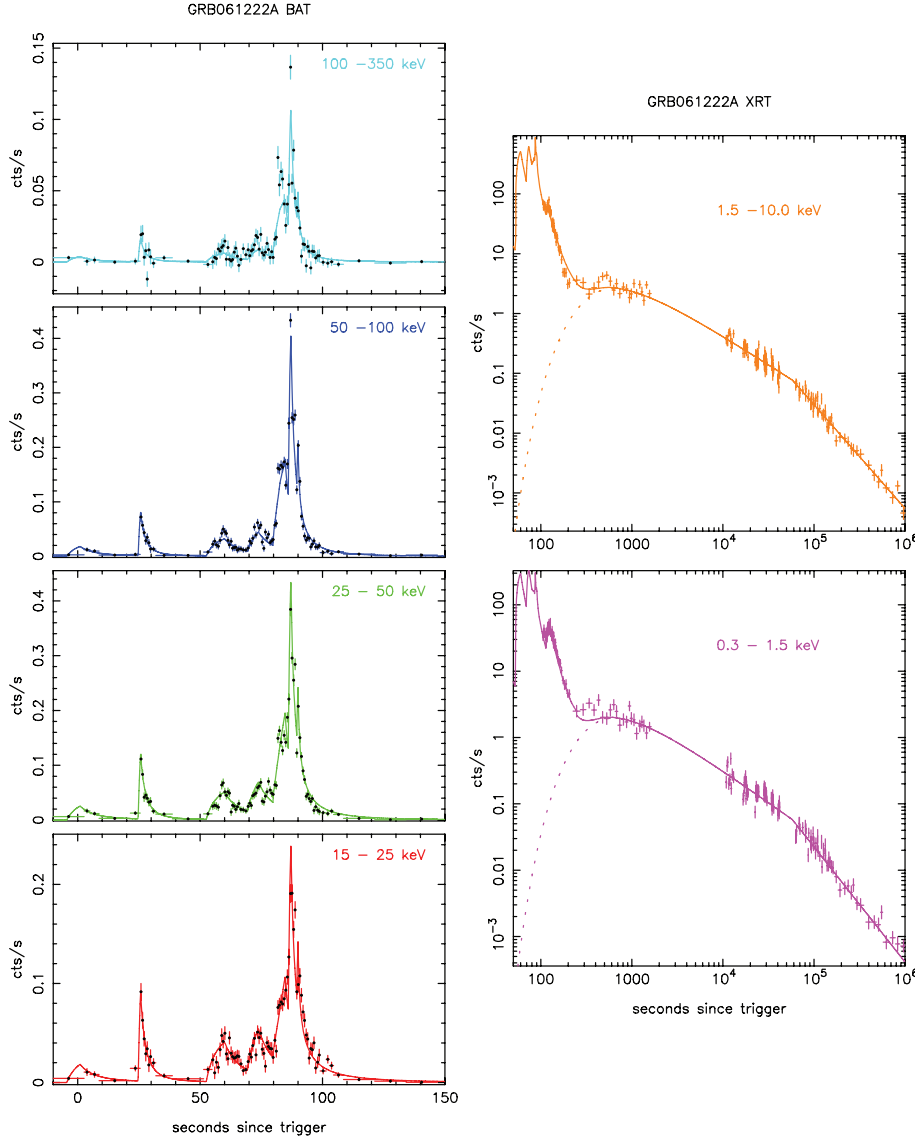 GRB061222A BAT
100 −350 keV
0.15
0.1
0.05
0
cts/s
50 −100 keV
0.4
0.3
0.2
0.1
0
cts/s
25 − 50 keV
0.4
0.3
0.2
0.1
0
cts/s
15 − 25 keV
0.2
0.1
0
cts/s
0 50 100 150
seconds since trigger
GRB061222A XRT
1.5 −10.0 keV
100
10
1
0.1
0.01
10⁻³
cts/s
100 1000 10⁴ 10⁵ 10⁶
0.3 − 1.5 keV
100
10
1
0.1
0.01
10⁻³
cts/s
100 1000 10⁴ 10⁵ 10⁶
seconds since trigger